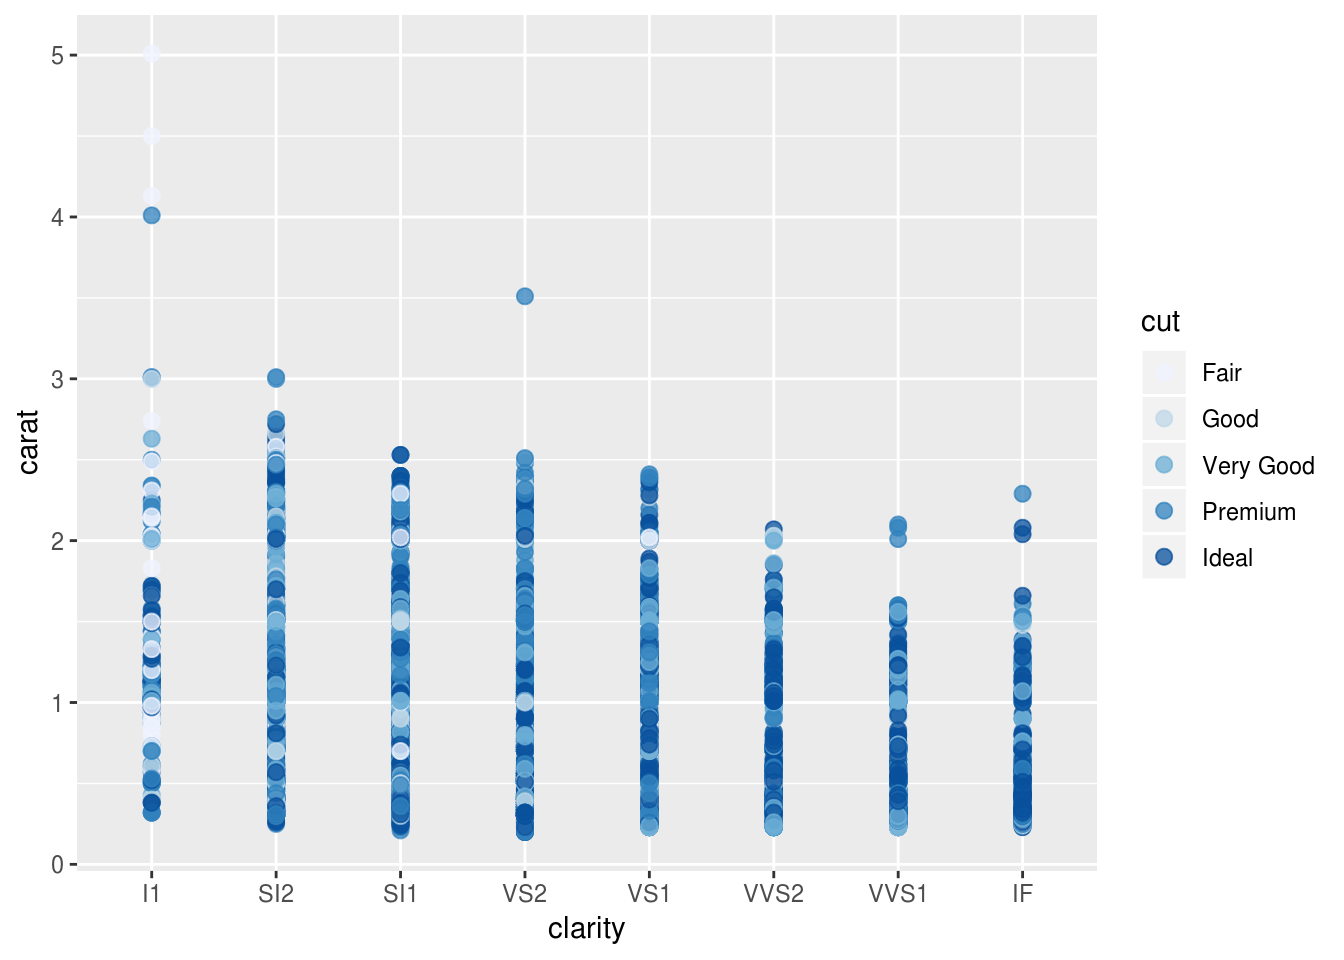 5
4
3
2
1
0
carat
I1 SI2 SI1 VS2 VS1 VVS2 VVS1 IF
clarity
cut
Fair
Good
Very Good
Premium
Ideal